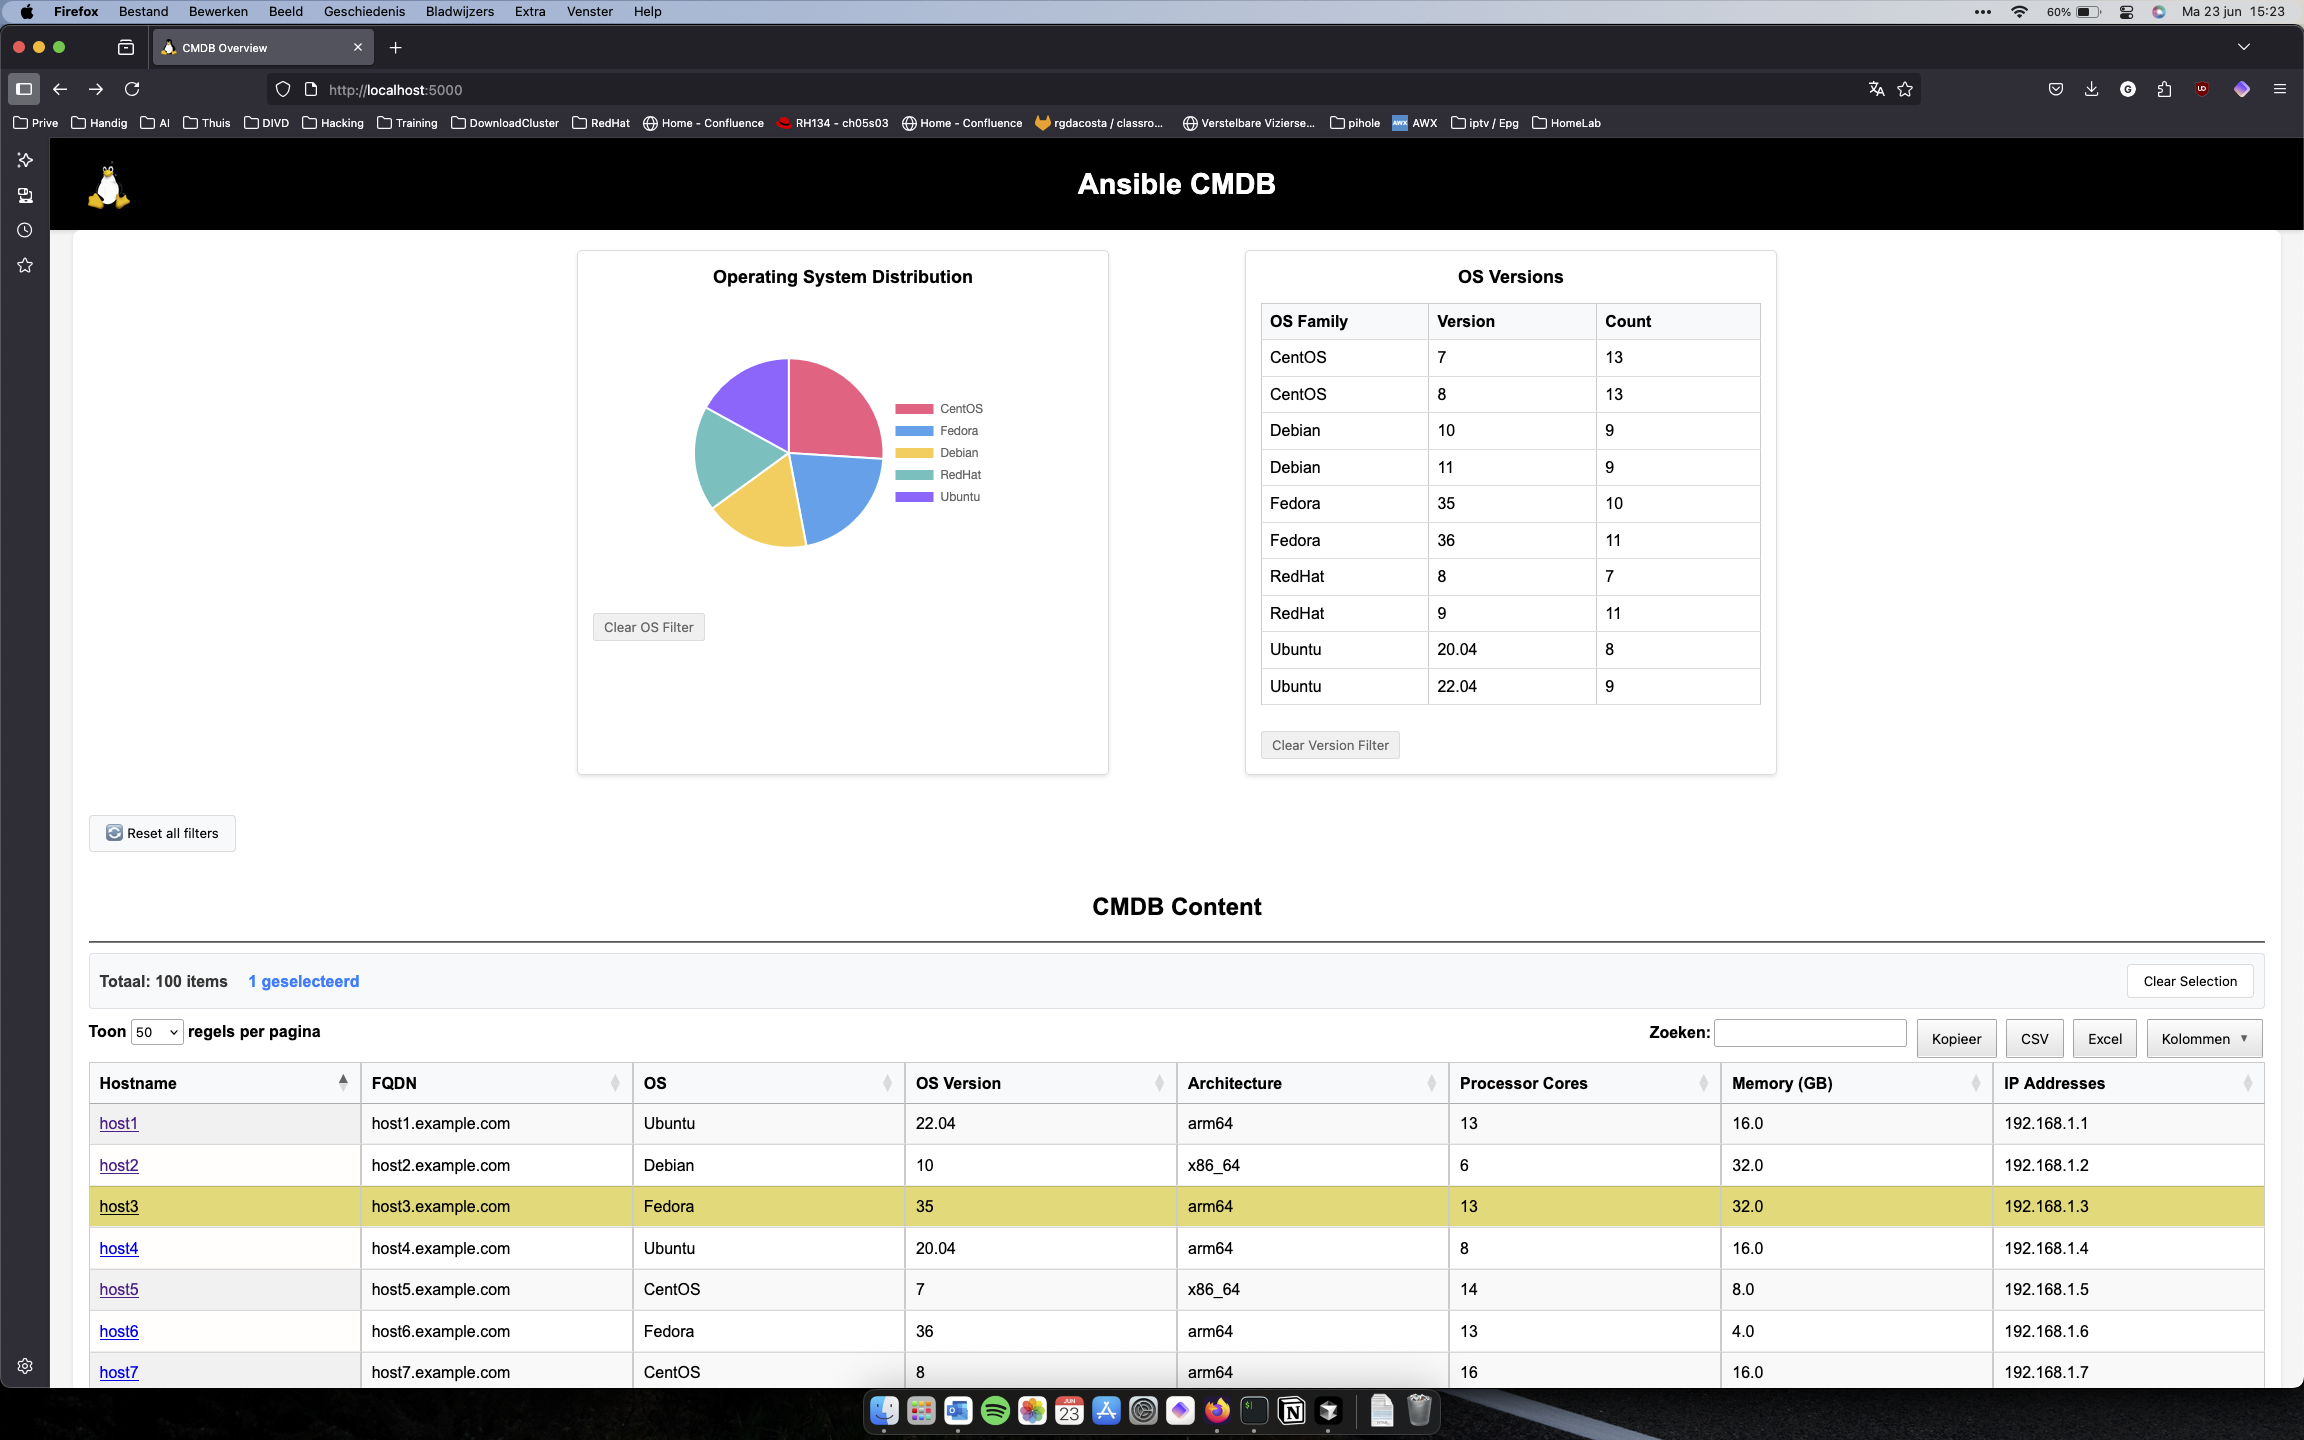 Firefox Bestand Bewerken Beeld Geschiedenis Bladwijzers Extra Venster Help 60% Ma 23 jun 15:23
CMDB Overview
http://localhost:5000
Prive Handig AI Thuis DIVD Hacking Training DownloadCluster RedHat Home - Confluence RH134 - ch05s03 Home - Confluence rgdacosta / classro... Verstelbare Vizierse... pihole AWX AWX iptv / Epg HomeLab
Ansible CMDB
Operating System Distribution
CentOS
Fedora
Debian
RedHat
Ubuntu
Clear OS Filter
OS Versions
OS Family Version Count
CentOS 7 13
CentOS 8 13
Debian 10 9
Debian 11 9
Fedora 35 10
Fedora 36 11
RedHat 8 7
RedHat 9 11
Ubuntu 20.04 8
Ubuntu 22.04 9
Clear Version Filter
Reset all filters
CMDB Content
Totaal: 100 items 1 geselecteerd Clear Selection
Toon 50 regels per pagina Zoeken: Kopieer CSV Excel Kolommen
Hostname FQDN OS OS Version Architecture Processor Cores Memory (GB) IP Addresses
host1 host1.example.com Ubuntu 22.04 arm64 13 16.0 192.168.1.1
host2 host2.example.com Debian 10 x86_64 6 32.0 192.168.1.2
host3 host3.example.com Fedora 35 arm64 13 32.0 192.168.1.3
host4 host4.example.com Ubuntu 20.04 arm64 8 16.0 192.168.1.4
host5 host5.example.com CentOS 7 x86_64 14 8.0 192.168.1.5
host6 host6.example.com Fedora 36 arm64 13 4.0 192.168.1.6
host7 host7.example.com CentOS 8 arm64 16 16.0 192.168.1.7
JUN
23